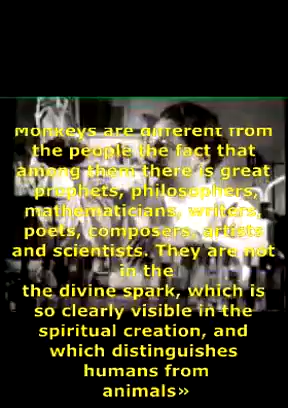 Monkeys are different from
the people the fact that
among them there is great
prophets, philosophers,
mathematicians, writers,
poets, composers, artists
and scientists. They are not
in the
the divine spark, which is
so clearly visible in the
spiritual creation, and
which distinguishes
humans from
animals»